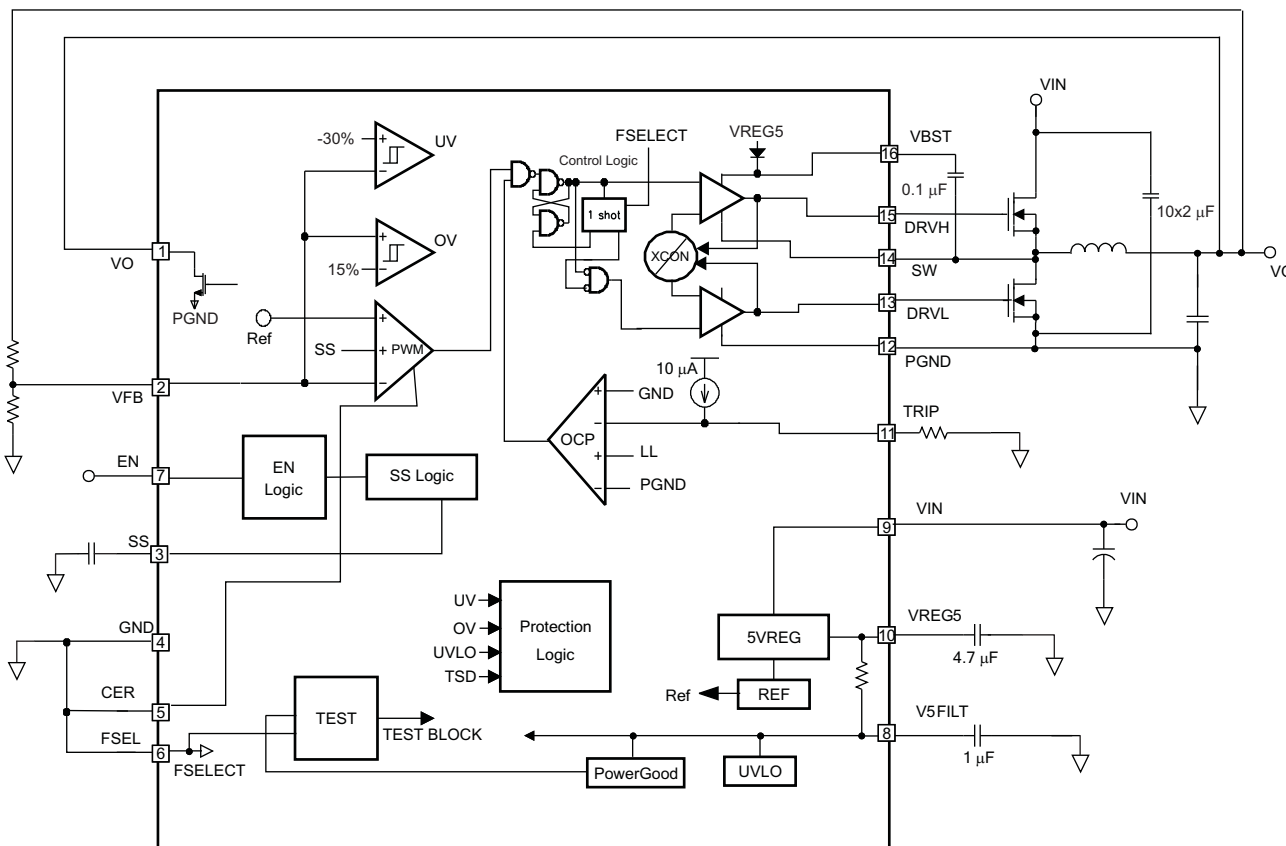 VIN
-30%
UV
FSELECT
VREG5
VBST
16
Control Logic
0.1 µF
1 shot
10x2 µF
15
DRVH
OV
15%
XCON
14
SW
1
VO
PGND
Ref
SS
PWM
13
DRVL
12
PGND
2
VFB
10 µA
GND
OCP
LL
PGND
TRIP
11
EN
7
EN
Logic
SS Logic
VIN
9
VIN
SS
3
UV
OV
UVLO
TSD
Protection
Logic
GND
4
5VREG
VREG5
10
4.7 µF
REF
Ref
CER
5
TEST
TEST BLOCK
V5FILT
8
1 µF
FSEL
6
FSELECT
PowerGood
UVLO